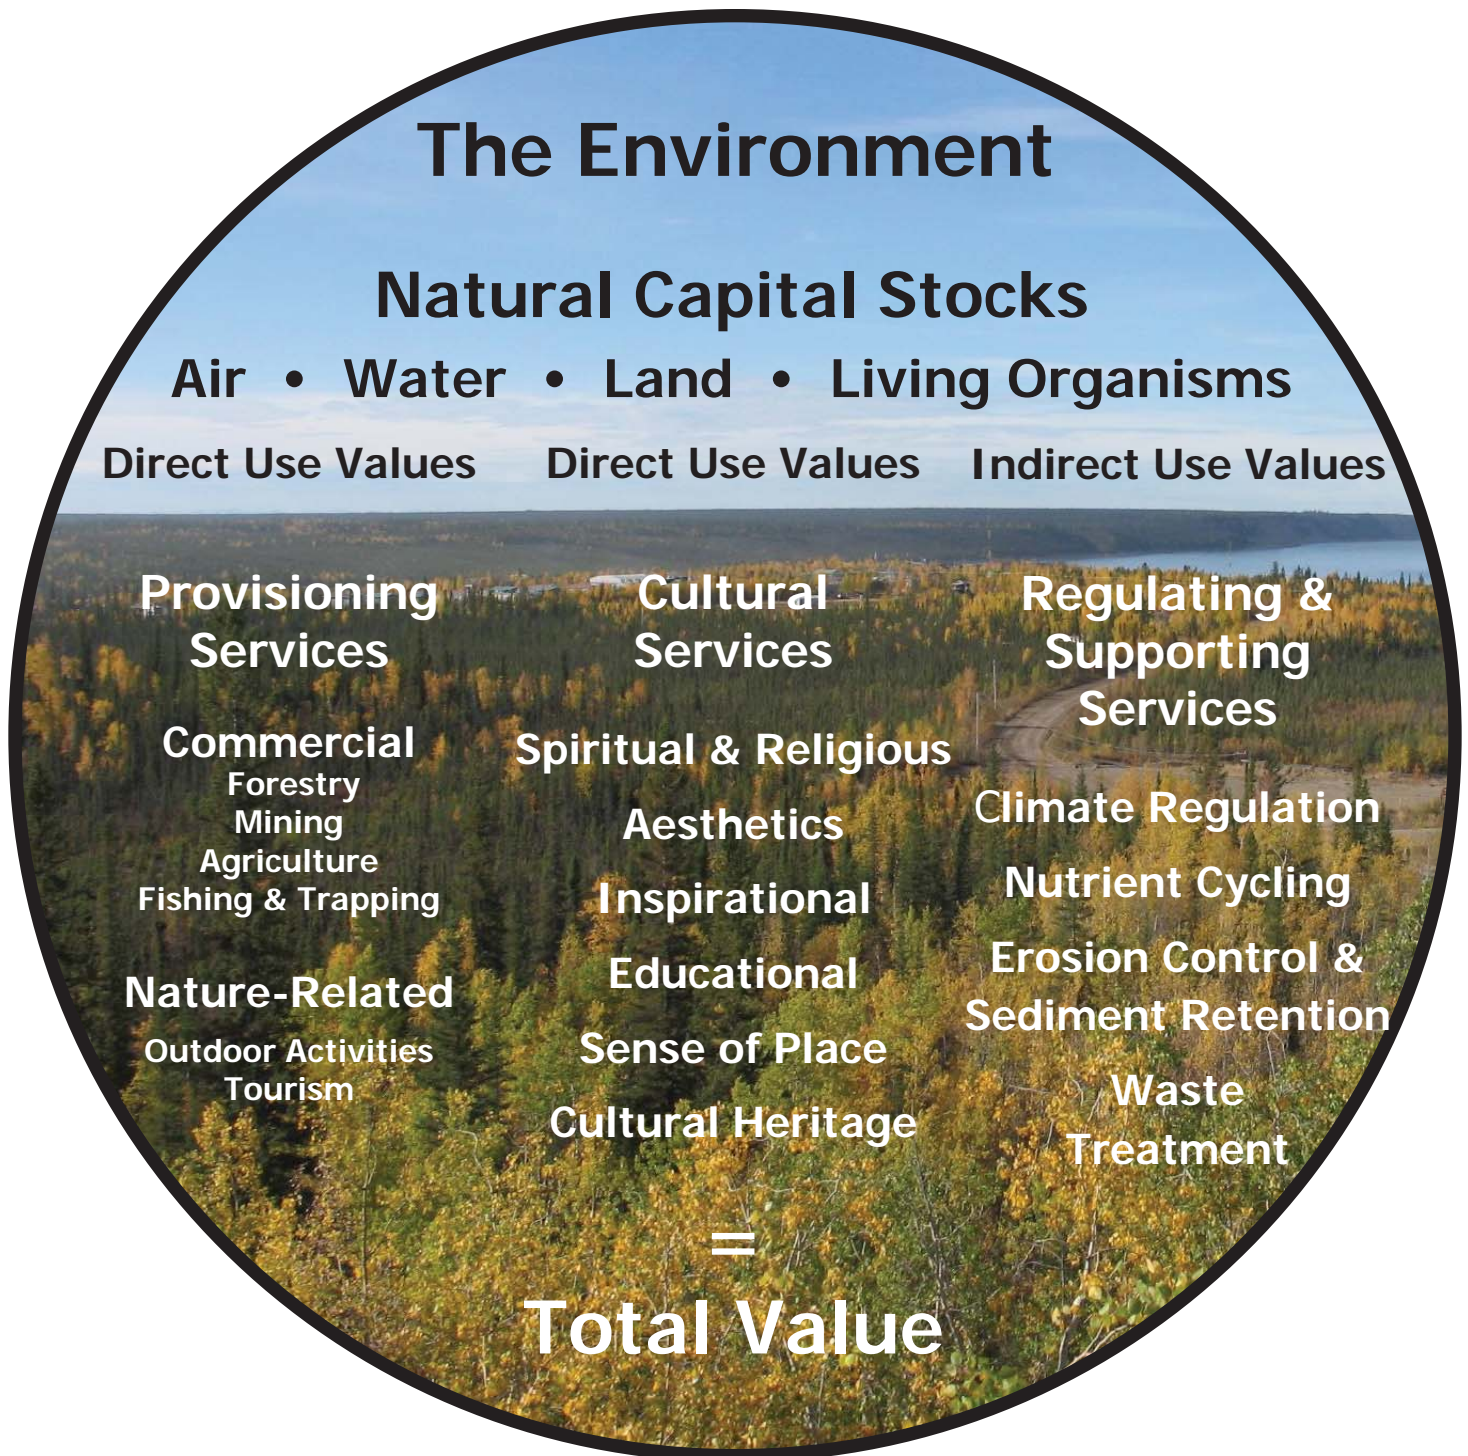 The Environment
Natural Capital Stocks
Air • Water • Land • Living Organisms
Direct Use Values
Direct Use Values
Indirect Use Values
Provisioning
Services
Commercial
Forestry
Mining
Agriculture
Fishing & Trapping
Nature-Related
Outdoor Activities
Tourism
Cultural
Services
Spiritual & Religious
Aesthetics
Inspirational
Educational
Sense of Place
Cultural Heritage
Regulating &
Supporting
Services
Climate Regulation
Nutrient Cycling
Erosion Control &
Sediment Retention
Waste
Treatment
=
Total Value